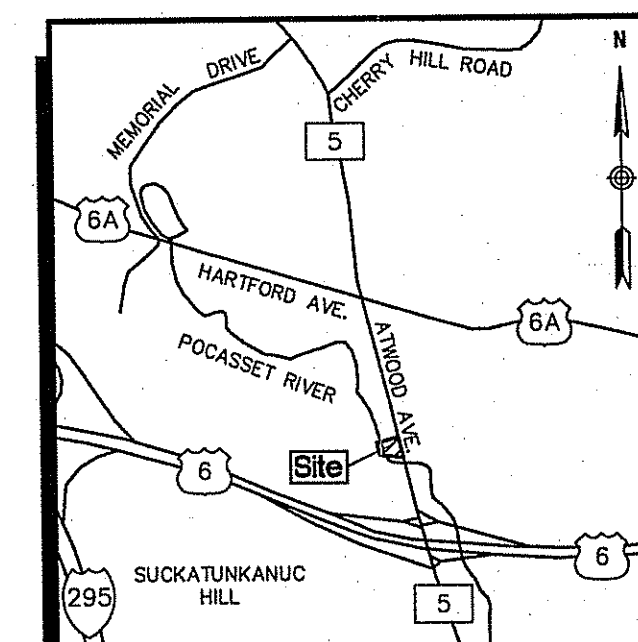 N
MEMORIAL DRIVE
CHERRY HILL ROAD
5
6A
HARTFORD AVE.
6A
POCASSET RIVER
ATWOOD AVE.
Site
6
6
295
SUCKATUNKANUC
HILL
5